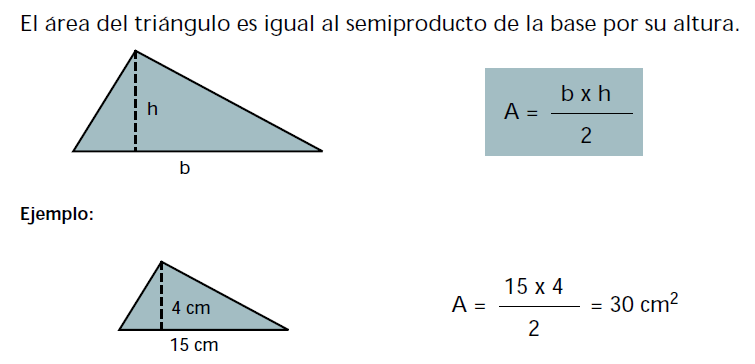 El área del triángulo es igual al semiproducto de la base por su altura.
h
b
A = b x h
2
Ejemplo:
4 cm
15 cm
A = 15 x 4 = 30 cm²
2